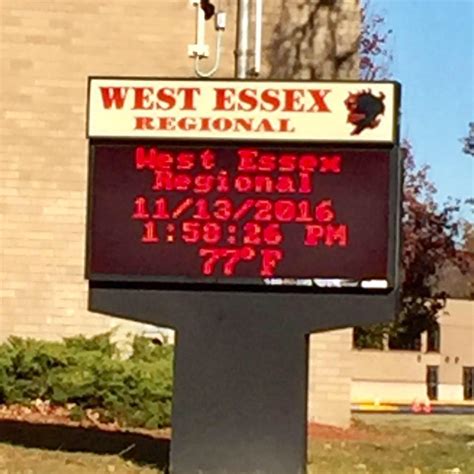 WEST ESSEX
REGIONAL
West Essex
Regional
11/13/2016
1:58:26 PM
77°F